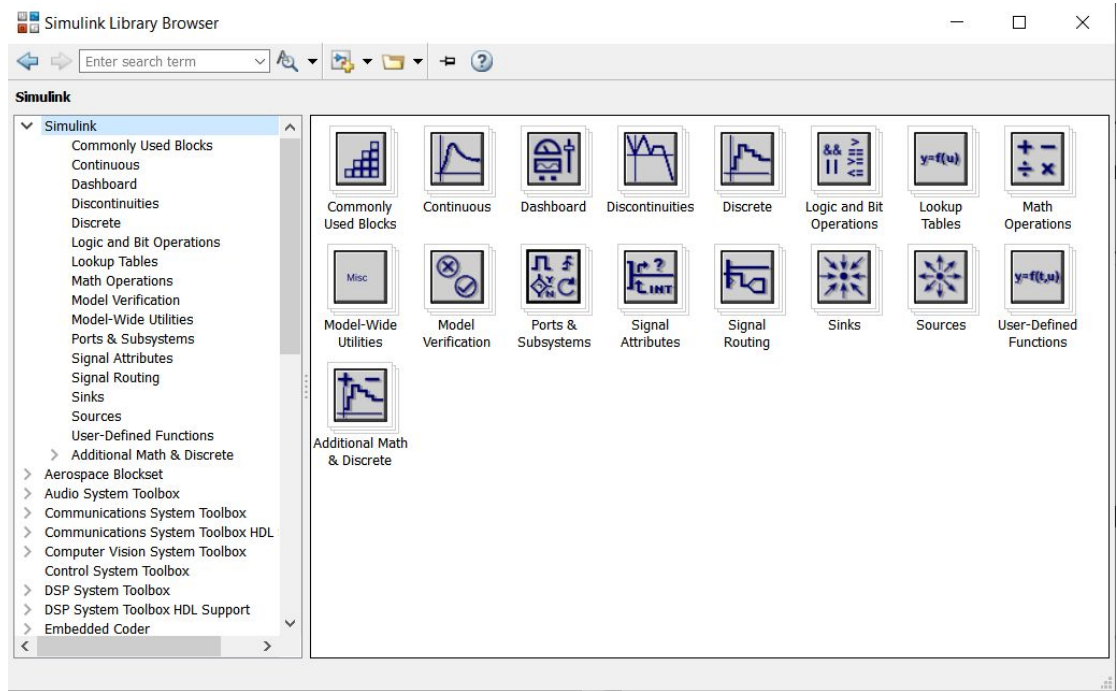 Simulink Library Browser
Enter search term
Simulink
Simulink
Commonly Used Blocks
Continuous
Dashboard
Discontinuities
Discrete
Logic and Bit Operations
Lookup Tables
Math Operations
Model Verification
Model-Wide Utilities
Ports & Subsystems
Signal Attributes
Signal Routing
Sinks
Sources
User-Defined Functions
Additional Math & Discrete
Aerospace Blockset
Audio System Toolbox
Communications System Toolbox
Communications System Toolbox HDL
Computer Vision System Toolbox
Control System Toolbox
DSP System Toolbox
DSP System Toolbox HDL Support
Embedded Coder
&& >
== 
|| >=
<=
y=f(u)
+ −
÷ ×
Commonly
Used Blocks
Continuous
Dashboard
Discontinuities
Discrete
Logic and Bit
Operations
Lookup
Tables
Math
Operations
Misc
Y
N
?
INT
y=f(t,u)
Model-Wide
Utilities
Model
Verification
Ports &
Subsystems
Signal
Attributes
Signal
Routing
Sinks
Sources
User-Defined
Functions
+ −
Additional Math
& Discrete